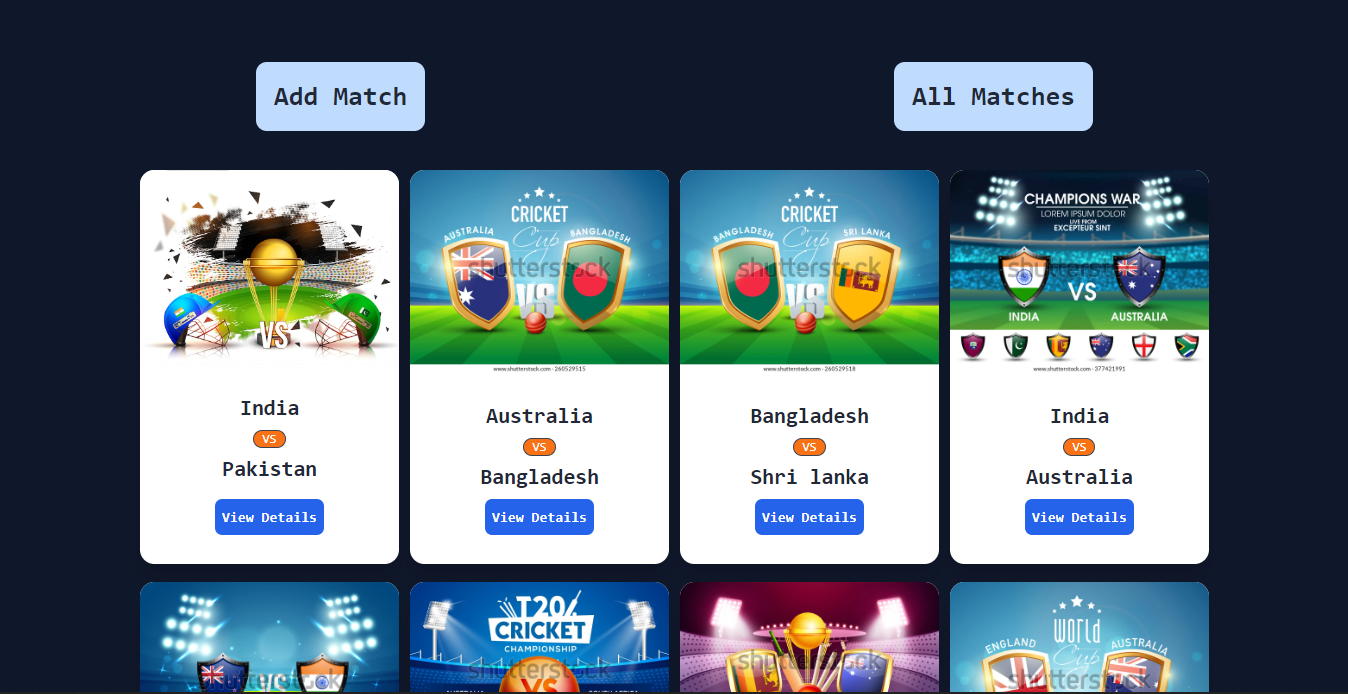 Add Match
All Matches
VS
India
VS
Pakistan
View Details
CRICKET
Cup
AUSTRALIA
BANGLADESH
shutterstock
VS
www.shutterstock.com · 260529515
Australia
VS
Bangladesh
View Details
CRICKET
Cup
BANGLADESH
SRI LANKA
shutterstock
VS
www.shutterstock.com · 260529518
Bangladesh
VS
Shri lanka
View Details
CHAMPIONS WAR
LOREM IPSUM DOLOR
LIVE FROM
EXCEPTEUR SINT
shutterstock
VS
INDIA
AUSTRALIA
www.shutterstock.com · 377421991
India
VS
Australia
View Details
shutterstock
T20
CRICKET
CHAMPIONSHIP
shutterstock
VS
shutterstock
WORLD
Cup
ENGLAND
AUSTRALIA
shutterstock